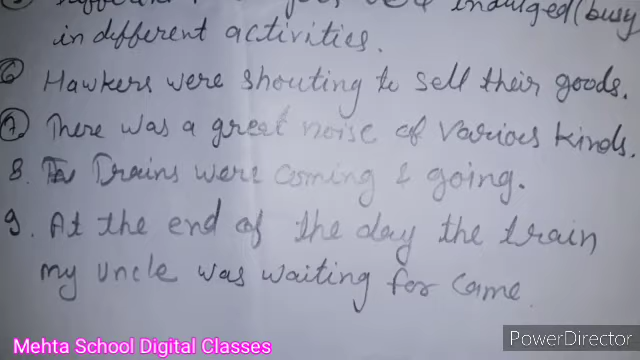 indulged (busy
in different activities.
6 Hawkers were shouting to sell their goods.
7. There was a great noise of various kinds.
8. Trains were coming & going.
9. At the end of the day the train
my uncle was waiting for came.
Mehta School Digital Classes
PowerDirector